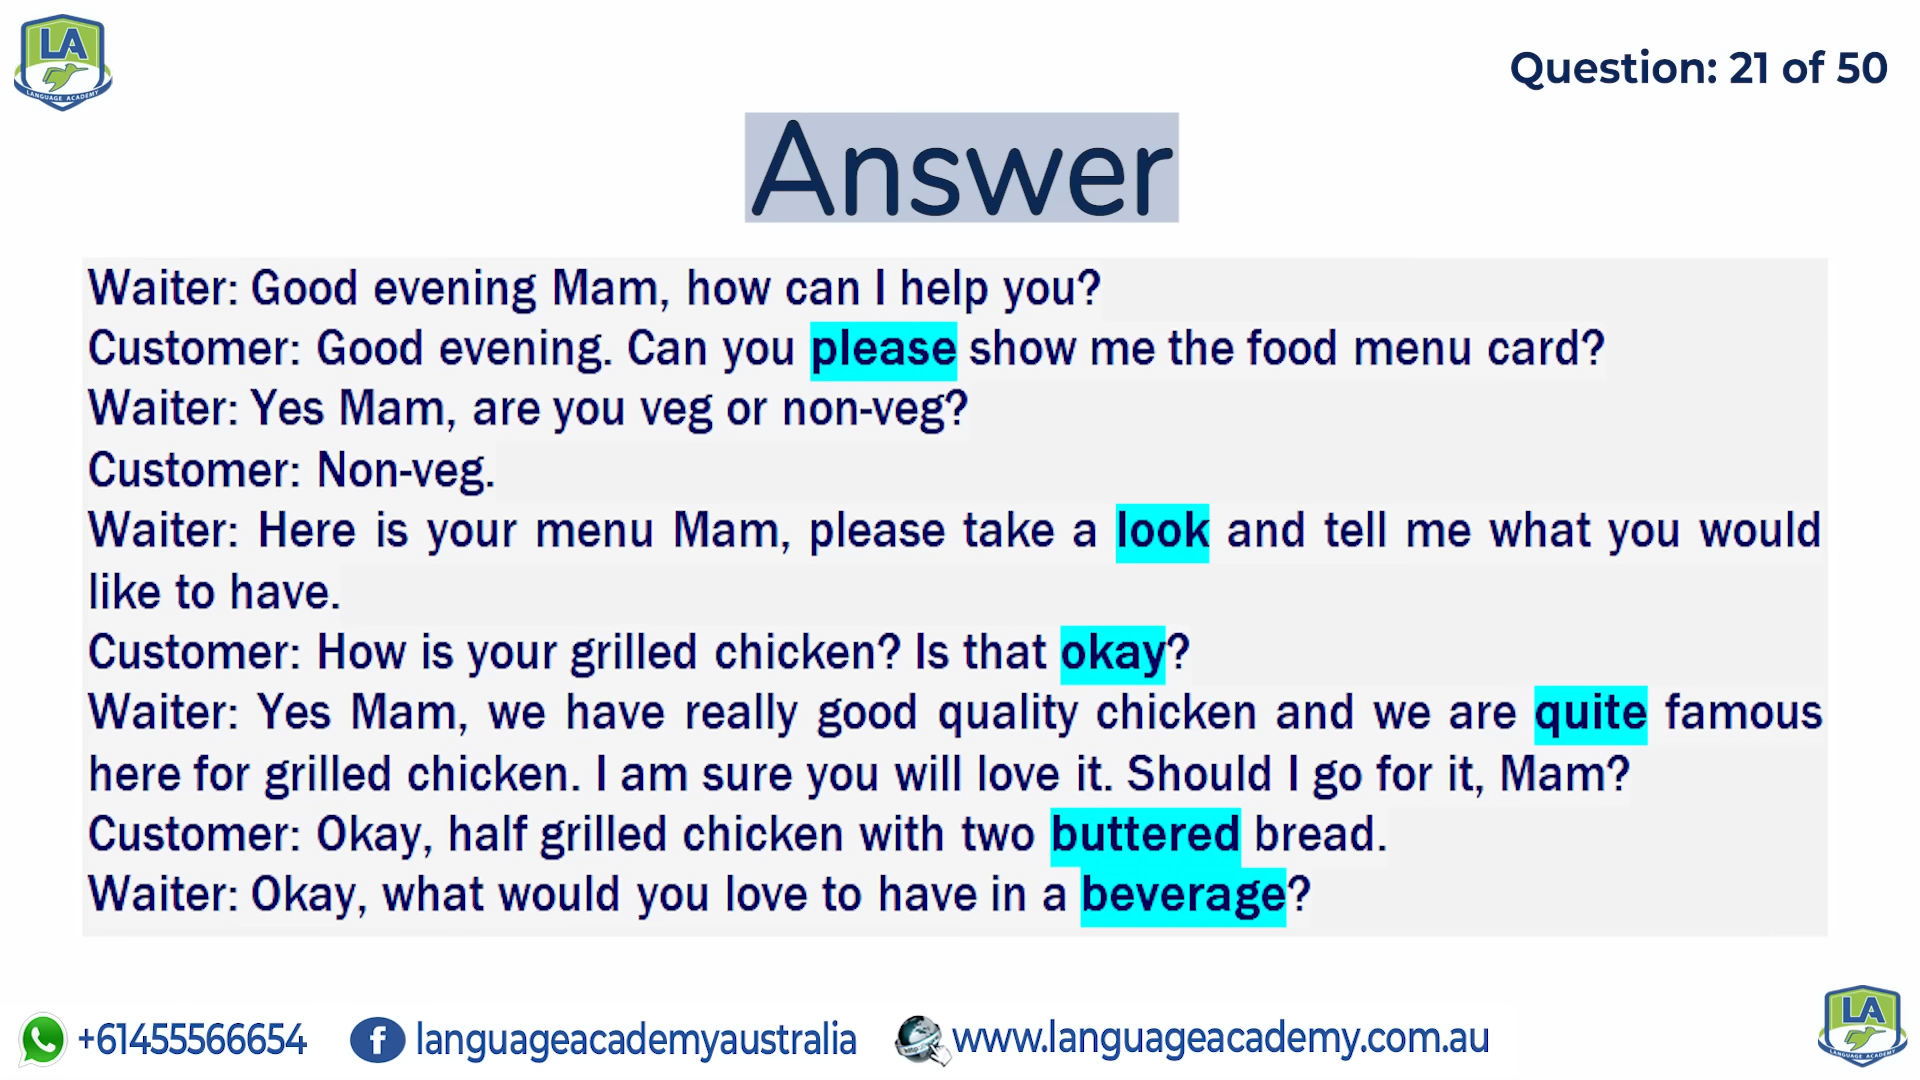 LA
LANGUAGE ACADEMY
Question: 21 of 50
Answer
Waiter: Good evening Mam, how can I help you?
Customer: Good evening. Can you please show me the food menu card?
Waiter: Yes Mam, are you veg or non-veg?
Customer: Non-veg.
Waiter: Here is your menu Mam, please take a look and tell me what you would
like to have.
Customer: How is your grilled chicken? Is that okay?
Waiter: Yes Mam, we have really good quality chicken and we are quite famous
here for grilled chicken. I am sure you will love it. Should I go for it, Mam?
Customer: Okay, half grilled chicken with two buttered bread.
Waiter: Okay, what would you love to have in a beverage?
+61455566654
f languageacademyaustralia
www.languageacademy.com.au
LA
LANGUAGE ACADEMY